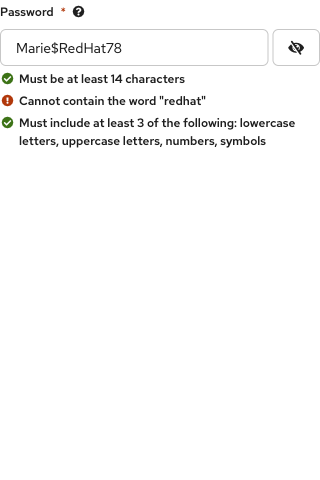 Password * ?
Marie$RedHat78
Must be at least 14 characters
Cannot contain the word "redhat"
Must include at least 3 of the following: lowercase
letters, uppercase letters, numbers, symbols